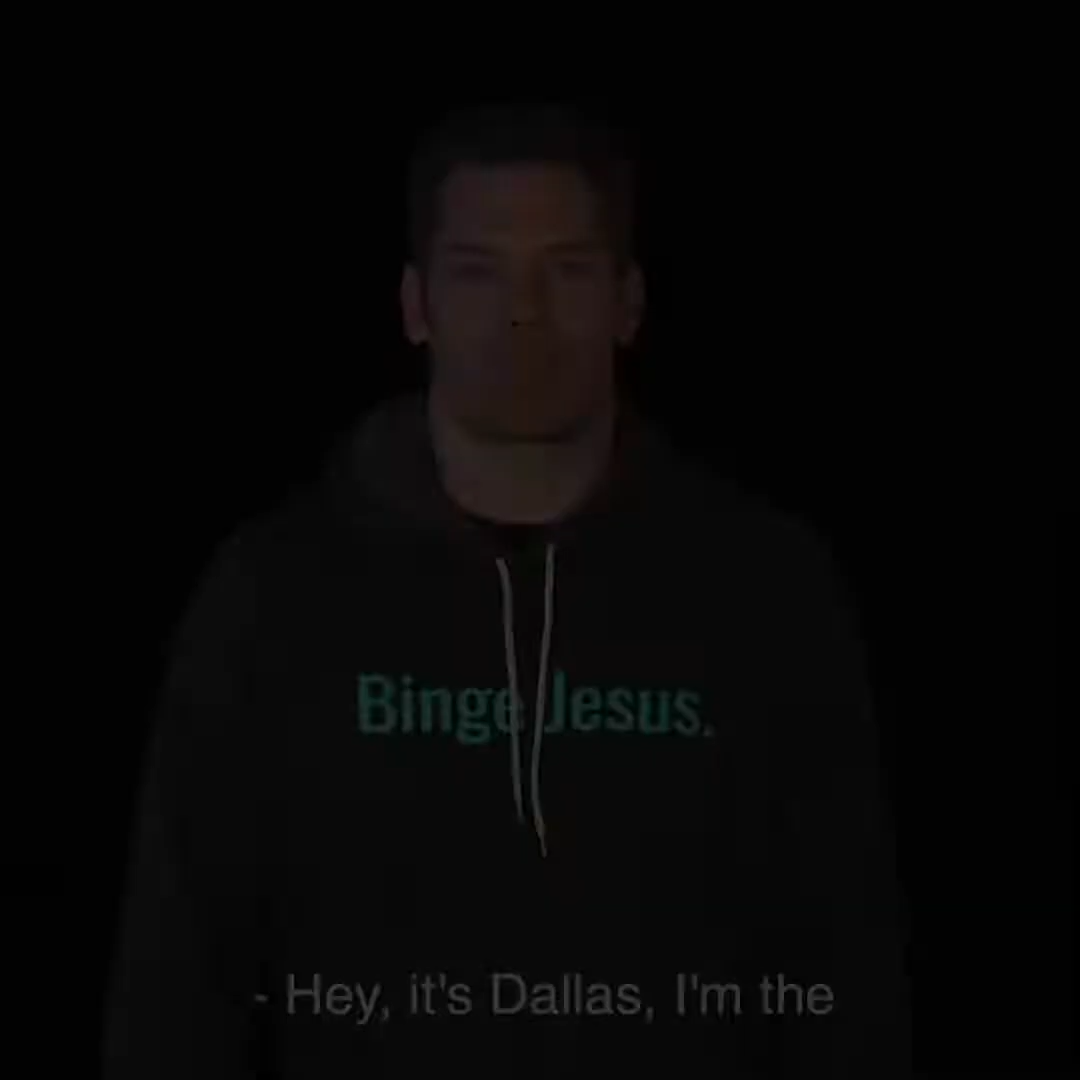 Binge Jesus.
- Hey, it's Dallas, I'm the